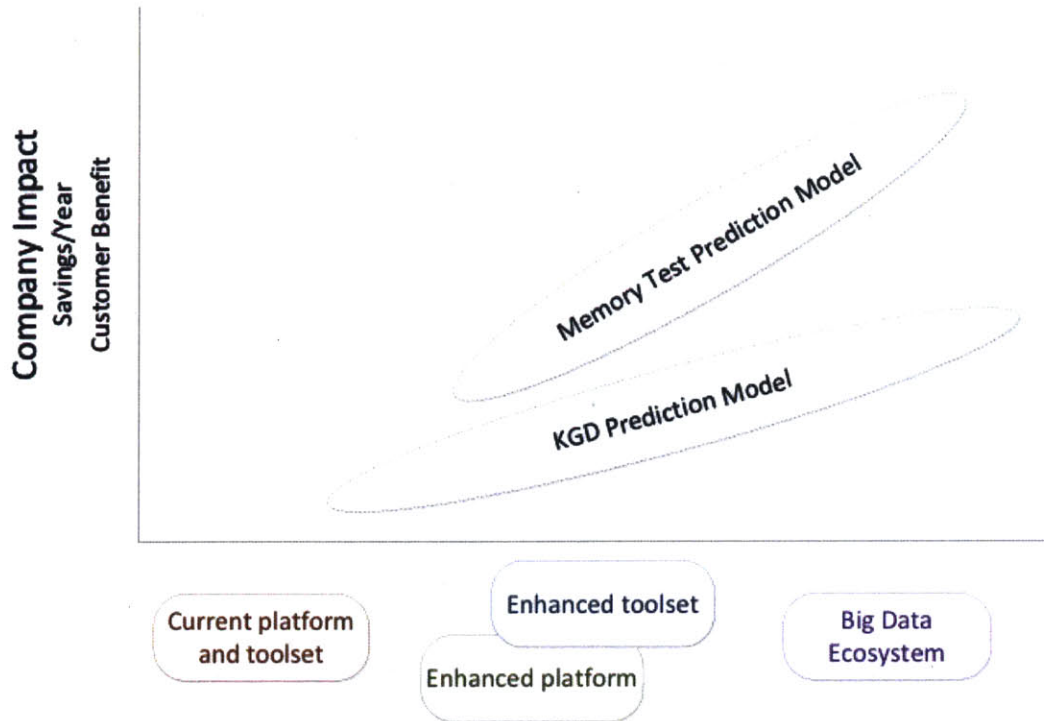 Company Impact
Savings/Year
Customer Benefit
Memory Test Prediction Model
KGD Prediction Model
Current platform
and toolset
Enhanced toolset
Enhanced platform
Big Data
Ecosystem